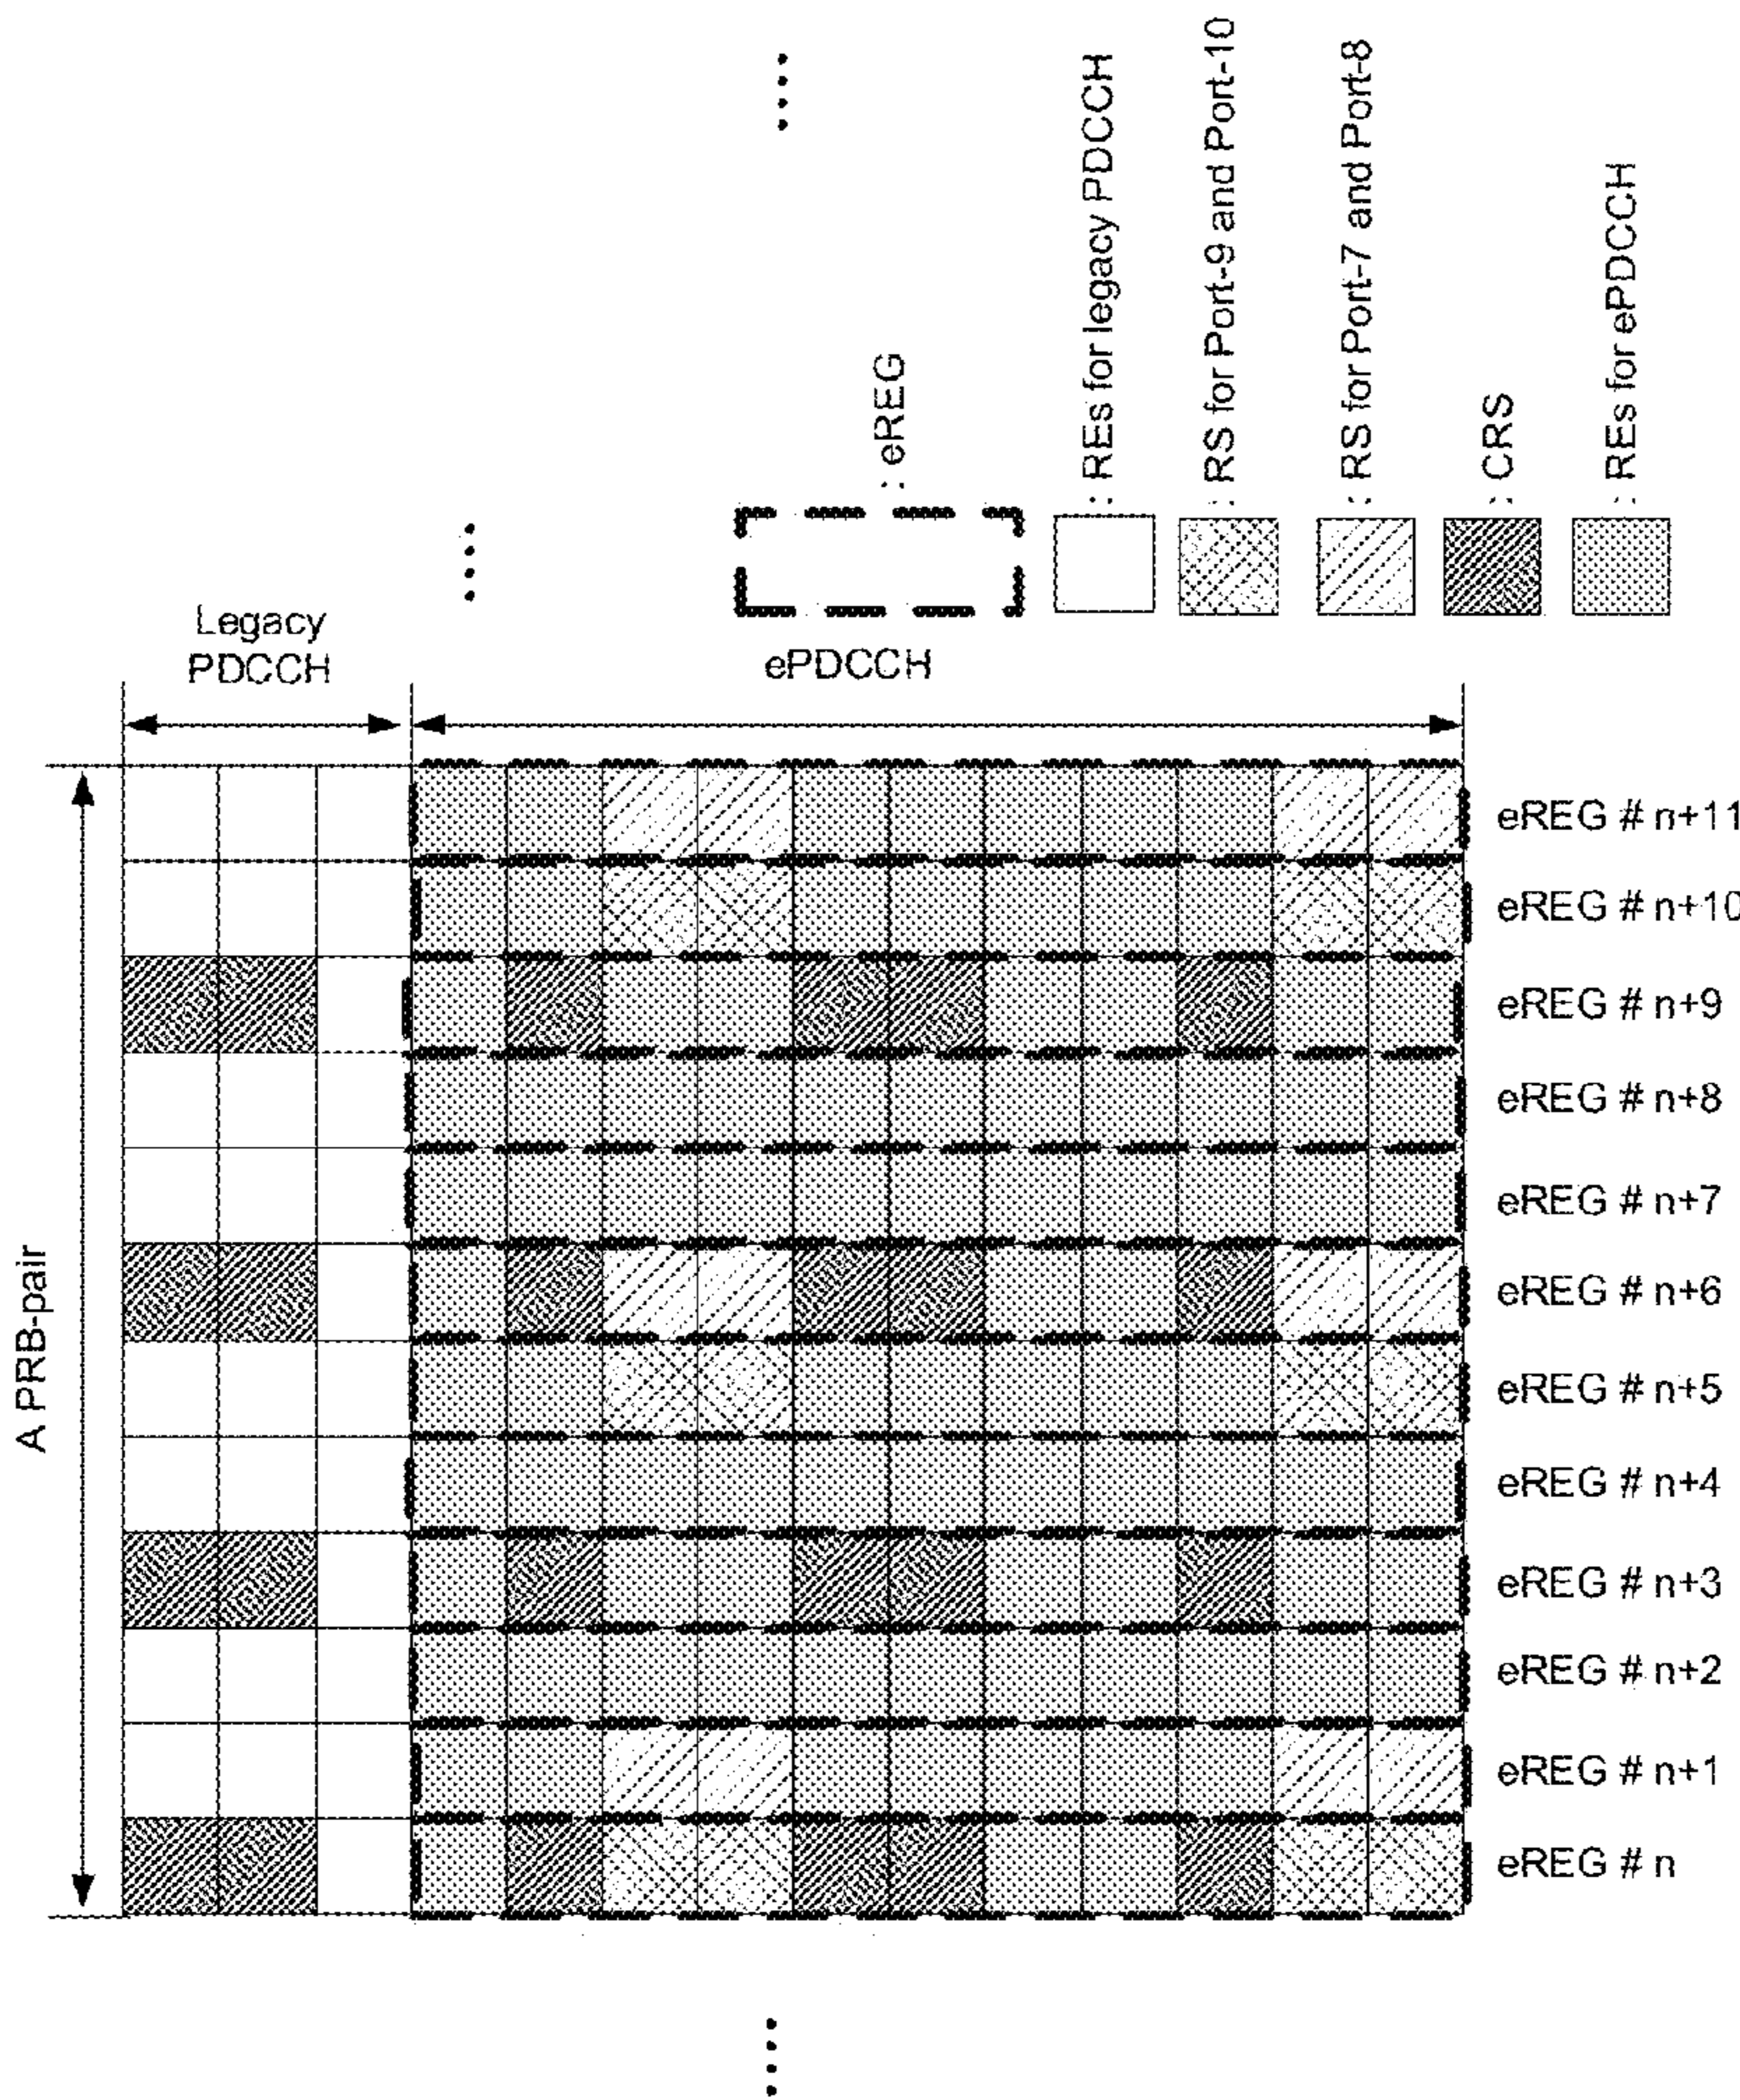 : eREG
: REs for legacy PDCCH
: RS for Port-9 and Port-10
: RS for Port-7 and Port-8
: CRS
: REs for ePDCCH
Legacy
PDCCH
ePDCCH
A PRB-pair
eREG # n+11
eREG # n+10
eREG # n+9
eREG # n+8
eREG # n+7
eREG # n+6
eREG # n+5
eREG # n+4
eREG # n+3
eREG # n+2
eREG # n+1
eREG # n